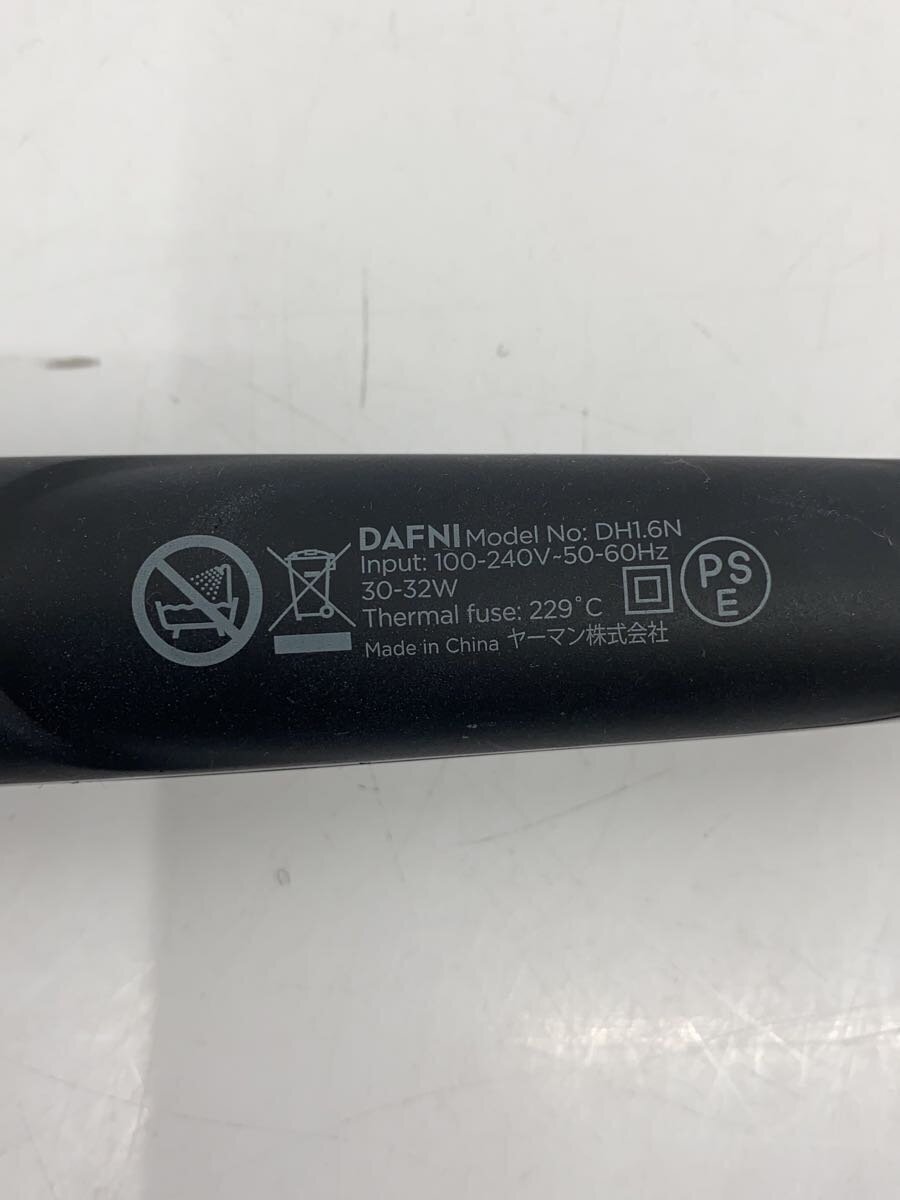 DAFNI Model No: DH1.6N
Input: 100-240V~50-60Hz
30-32W
Thermal fuse: 229°C
Made in China ヤーマン株式会社
PS
E